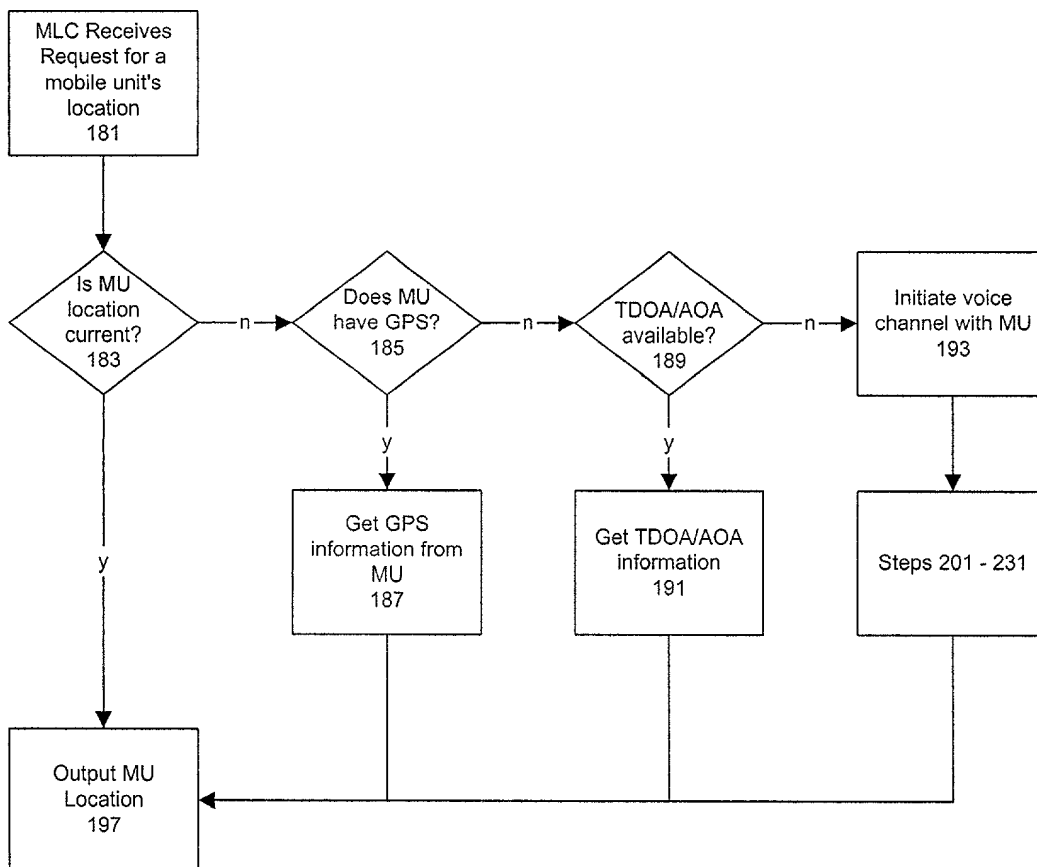 MLC Receives
Request for a
mobile unit's
location
181
Is MU
location
current?
183
n
Does MU
have GPS?
185
n
TDOA/AOA
available?
189
n
Initiate voice
channel with MU
193
y
y
y
Get GPS
information from
MU
187
Get TDOA/AOA
information
191
Steps 201 - 231
Output MU
Location
197